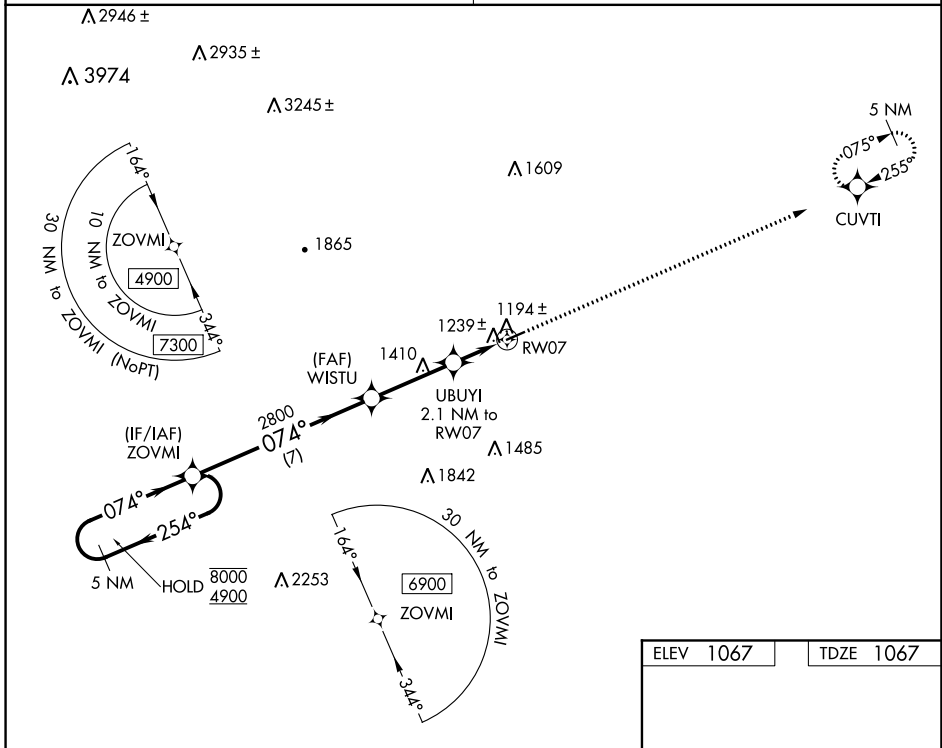 2946 ±
2935 ±
3974
3245 ±
5 NM
075°
255°
CUVTI
1609
164°
30 NM to ZOVMI (NoPT)
10 NM to ZOVMI
ZOVMI
4900
7300
344°
1865
1194 ±
1239 ±
RW07
1410
(FAF)
WISTU
UBUYI
2.1 NM to
RW07
2800
074°
(7)
(IF/IAF)
ZOVMI
1485
1842
074°
254°
5 NM
HOLD
8000
4900
2253
164°
30 NM to ZOVMI
6900
ZOVMI
344°
ELEV 1067
TDZE 1067